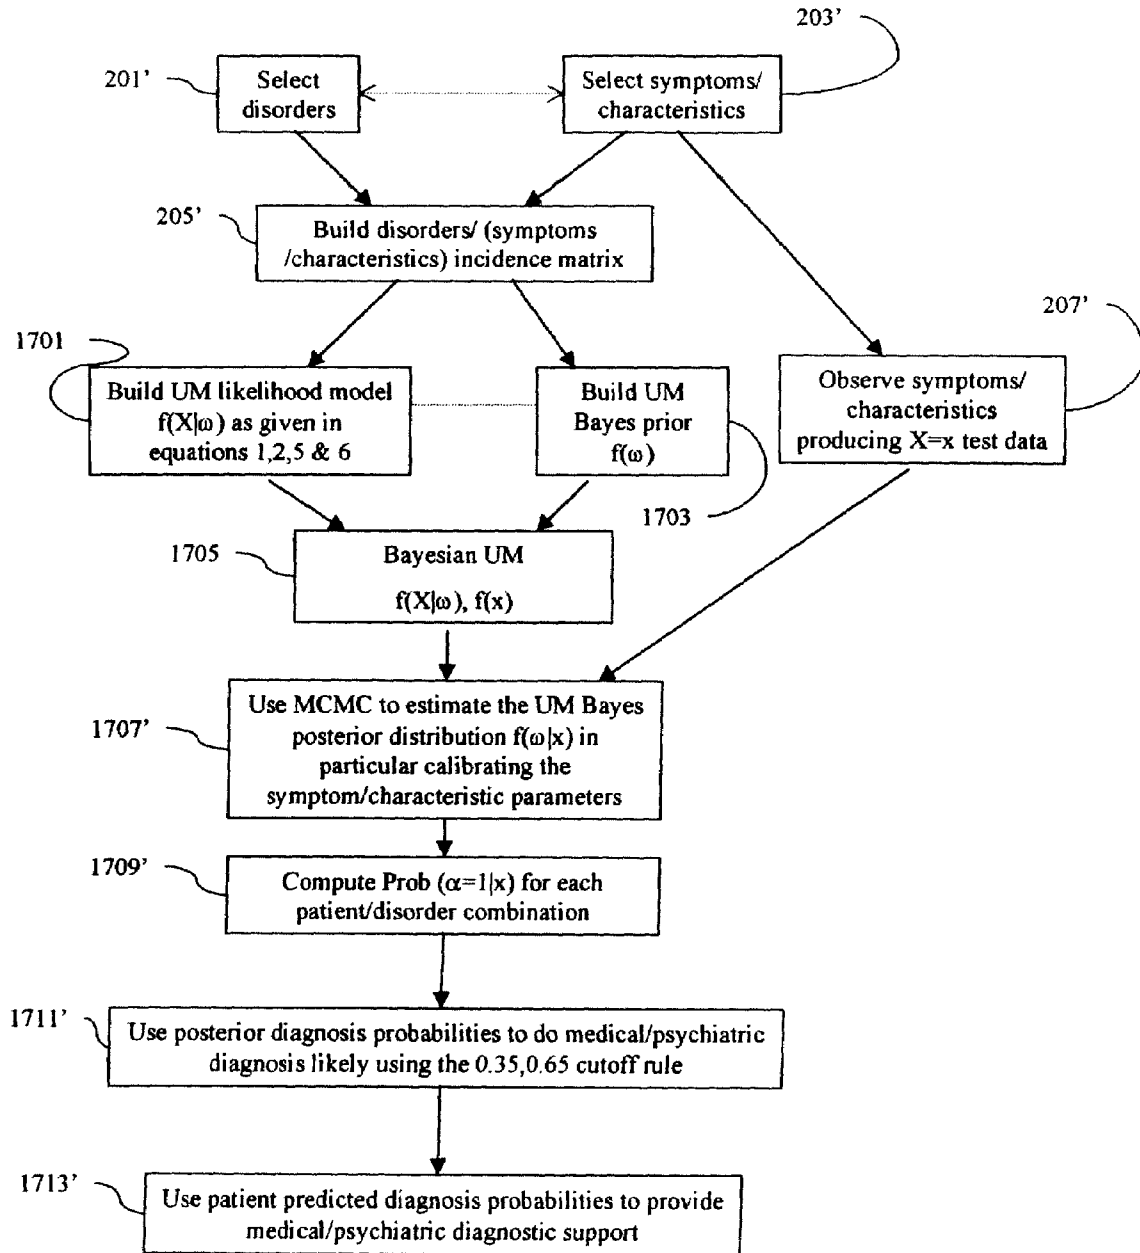 203’
201’
Select
disorders
Select symptoms/
characteristics
205’
Build disorders/ (symptoms
/characteristics) incidence matrix
207’
1701
Build UM likelihood model
f(X|ω) as given in
equations 1,2,5 & 6
Build UM
Bayes prior
f(ω)
Observe symptoms/
characteristics
producing X=x test data
1703
1705
Bayesian UM
f(X|ω), f(x)
1707’
Use MCMC to estimate the UM Bayes
posterior distribution f(ω|x) in
particular calibrating the
symptom/characteristic parameters
1709’
Compute Prob (α=1|x) for each
patient/disorder combination
1711’
Use posterior diagnosis probabilities to do medical/psychiatric
diagnosis likely using the 0.35,0.65 cutoff rule
1713’
Use patient predicted diagnosis probabilities to provide
medical/psychiatric diagnostic support